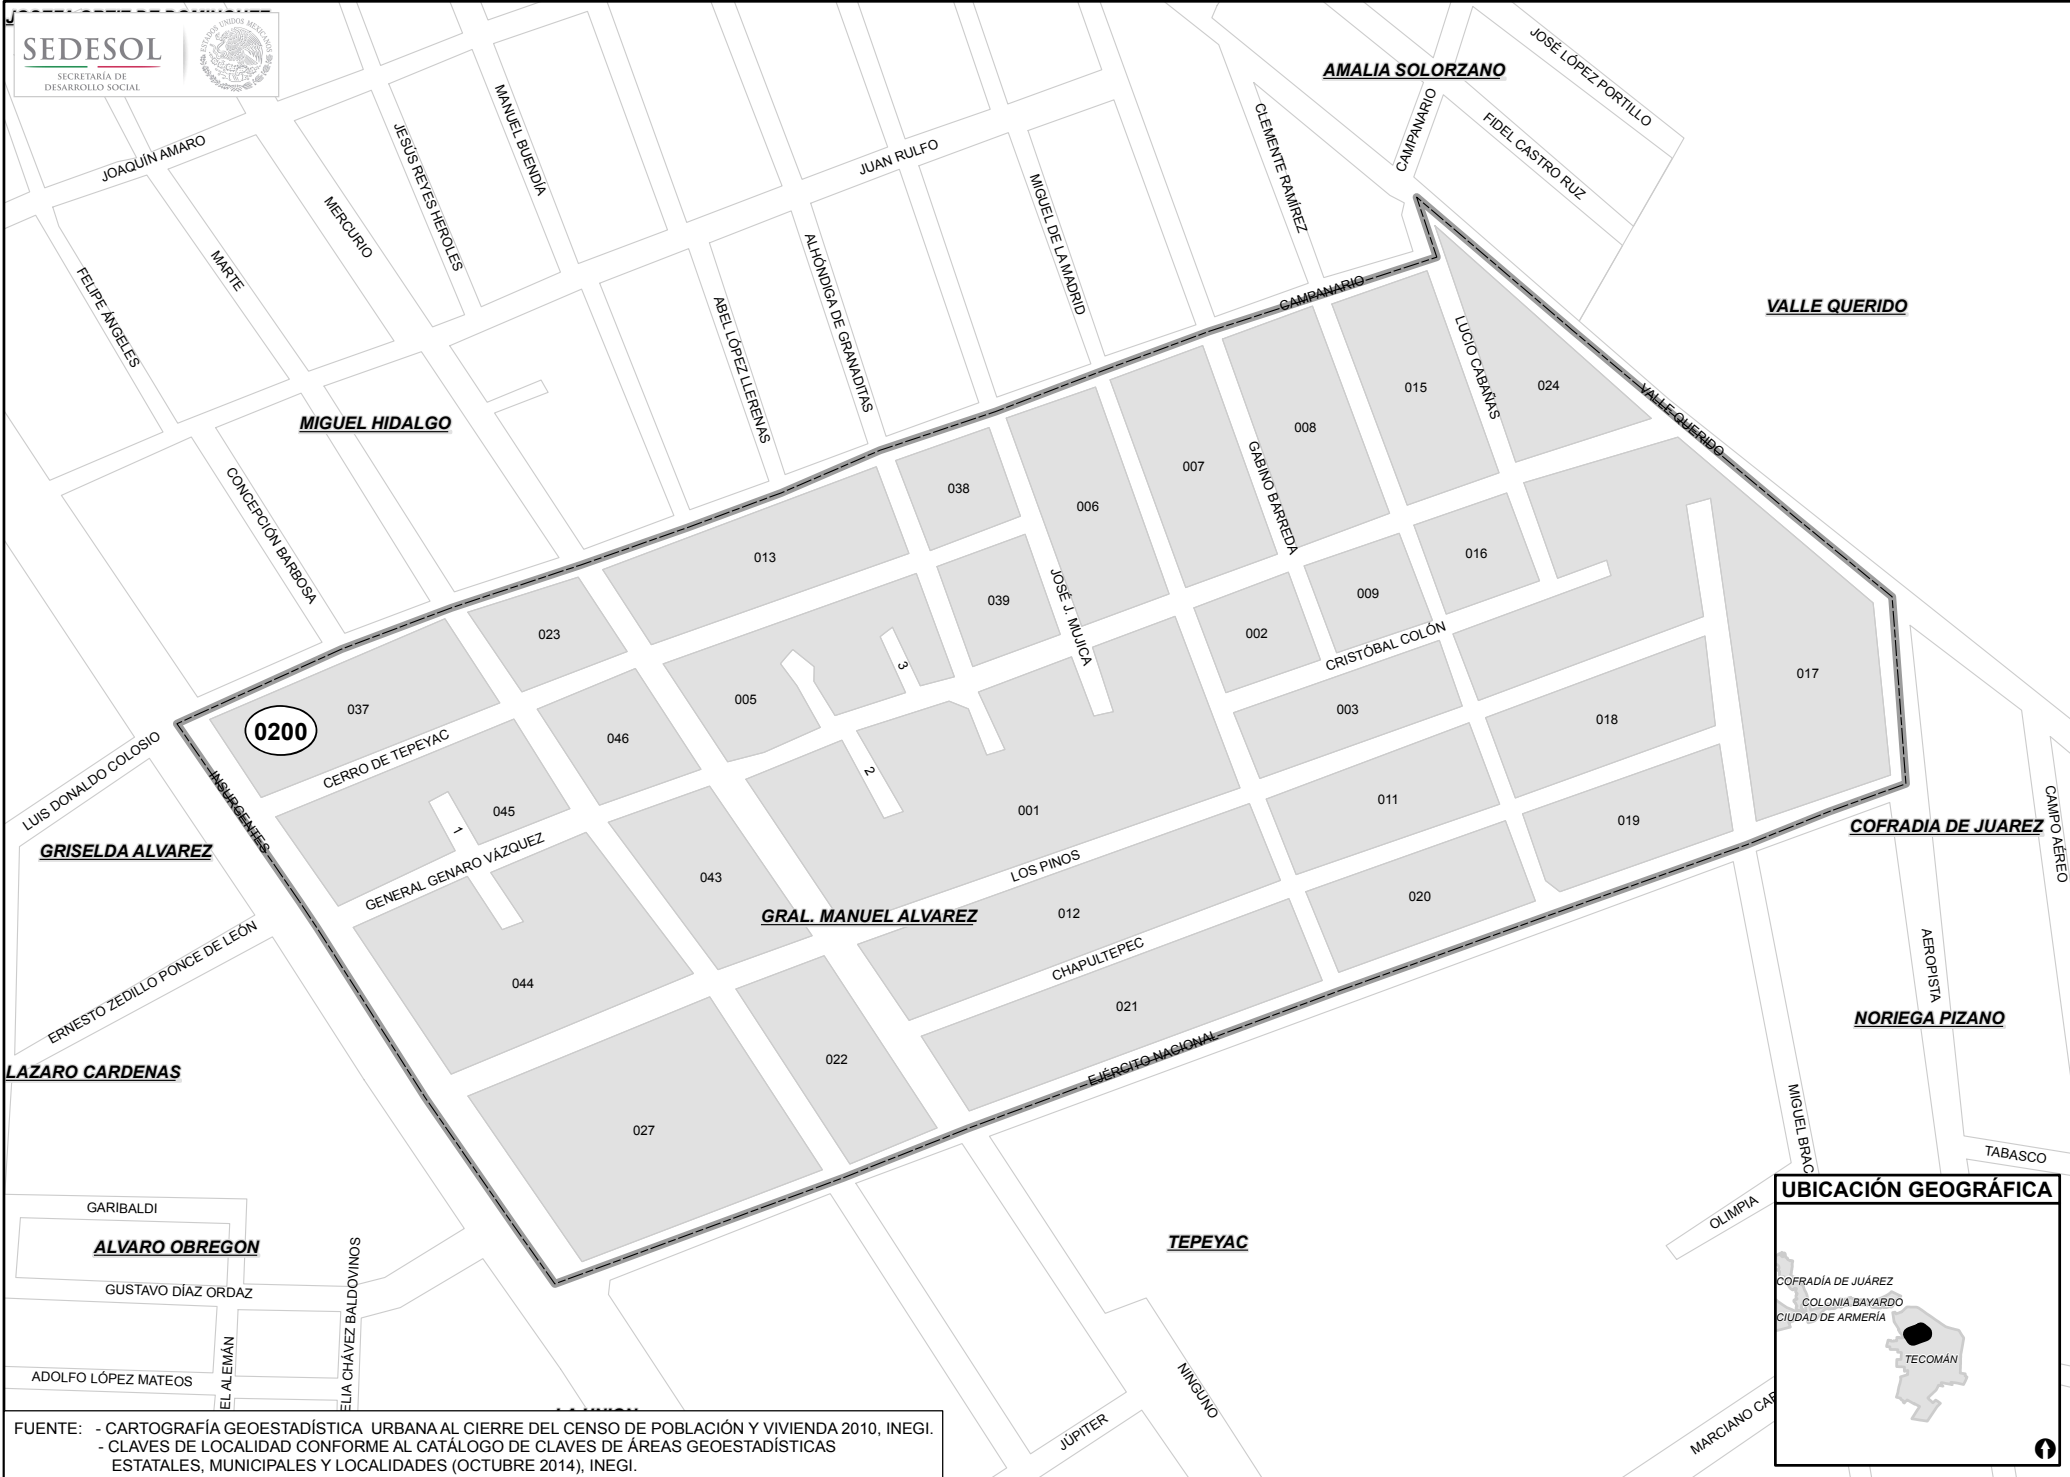 SEDESOL
SECRETARÍA DE
DESARROLLO SOCIAL
ESTADOS UNIDOS MEXICANOS
AMALIA SOLORZANO
JOSÉ LÓPEZ PORTILLO
CAMPANARIO
FIDEL CASTRO RUZ
CLEMENTE RAMÍREZ
MANUEL BUENDÍA
JESÚS REYES HEROLES
JOAQUÍN AMARO
JUAN RULFO
MIGUEL DE LA MADRID
MERCURIO
MARTE
FELIPE ÁNGELES
ALHÓNDIGA DE GRANADITAS
ABEL LÓPEZ LLERENAS
CAMPANARIO
VALLE QUERIDO
LUCIO CABAÑAS
015
024
VALLE QUERIDO
MIGUEL HIDALGO
008
GABINO BARREDA
007
038
006
CONCEPCIÓN BARBOSA
013
016
009
039
JOSÉ J. MUJICA
002
CRISTÓBAL COLÓN
023
3
017
005
037
003
018
0200
046
CERRO DE TEPEYAC
LUIS DONALDO COLOSIO
INSURGENTES
2
1
045
001
011
019
CAMPO AÉREO
COFRADIA DE JUAREZ
GRISELDA ALVAREZ
GENERAL GENARO VÁZQUEZ
LOS PINOS
043
020
GRAL. MANUEL ALVAREZ
012
CHAPULTEPEC
ERNESTO ZEDILLO PONCE DE LEÓN
AEROPISTA
044
021
NORIEGA PIZANO
EJÉRCITO NACIONAL
022
LAZARO CARDENAS
027
MIGUEL BRAC
TABASCO
GARIBALDI
OLIMPIA
ALVARO OBREGON
TEPEYAC
GUSTAVO DÍAZ ORDAZ
ELIA CHÁVEZ BALDOVINOS
EL ALEMÁN
ADOLFO LÓPEZ MATEOS
NINGUNO
JÚPITER
MARCIANO CAB
UBICACIÓN GEOGRÁFICA
COFRADÍA DE JUÁREZ
COLONIA BAYARDO
CIUDAD DE ARMERÍA
TECOMÁN
FUENTE: - CARTOGRAFÍA GEOESTADÍSTICA URBANA AL CIERRE DEL CENSO DE POBLACIÓN Y VIVIENDA 2010, INEGI.
- CLAVES DE LOCALIDAD CONFORME AL CATÁLOGO DE CLAVES DE ÁREAS GEOESTADÍSTICAS
ESTATALES, MUNICIPALES Y LOCALIDADES (OCTUBRE 2014), INEGI.